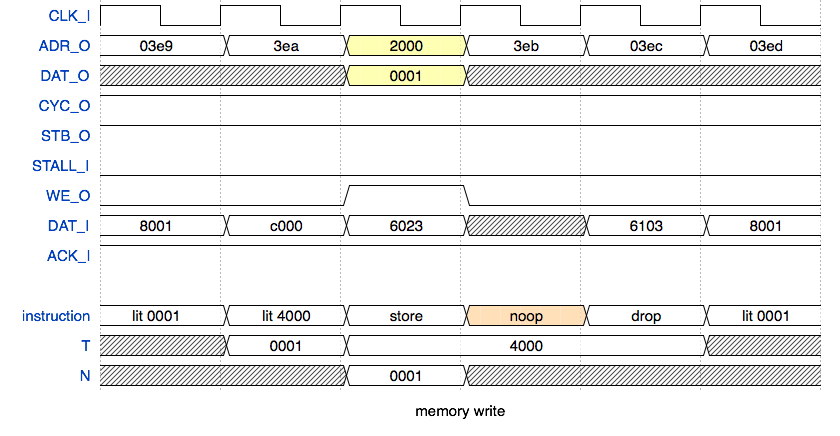 CLK_I
ADR_O 03e9 3ea 2000 3eb 03ec 03ed
DAT_O 0001
CYC_O
STB_O
STALL_I
WE_O
DAT_I 8001 c000 6023 6103 8001
ACK_I
instruction lit 0001 lit 4000 store noop drop lit 0001
T 0001 4000
N 0001
memory write